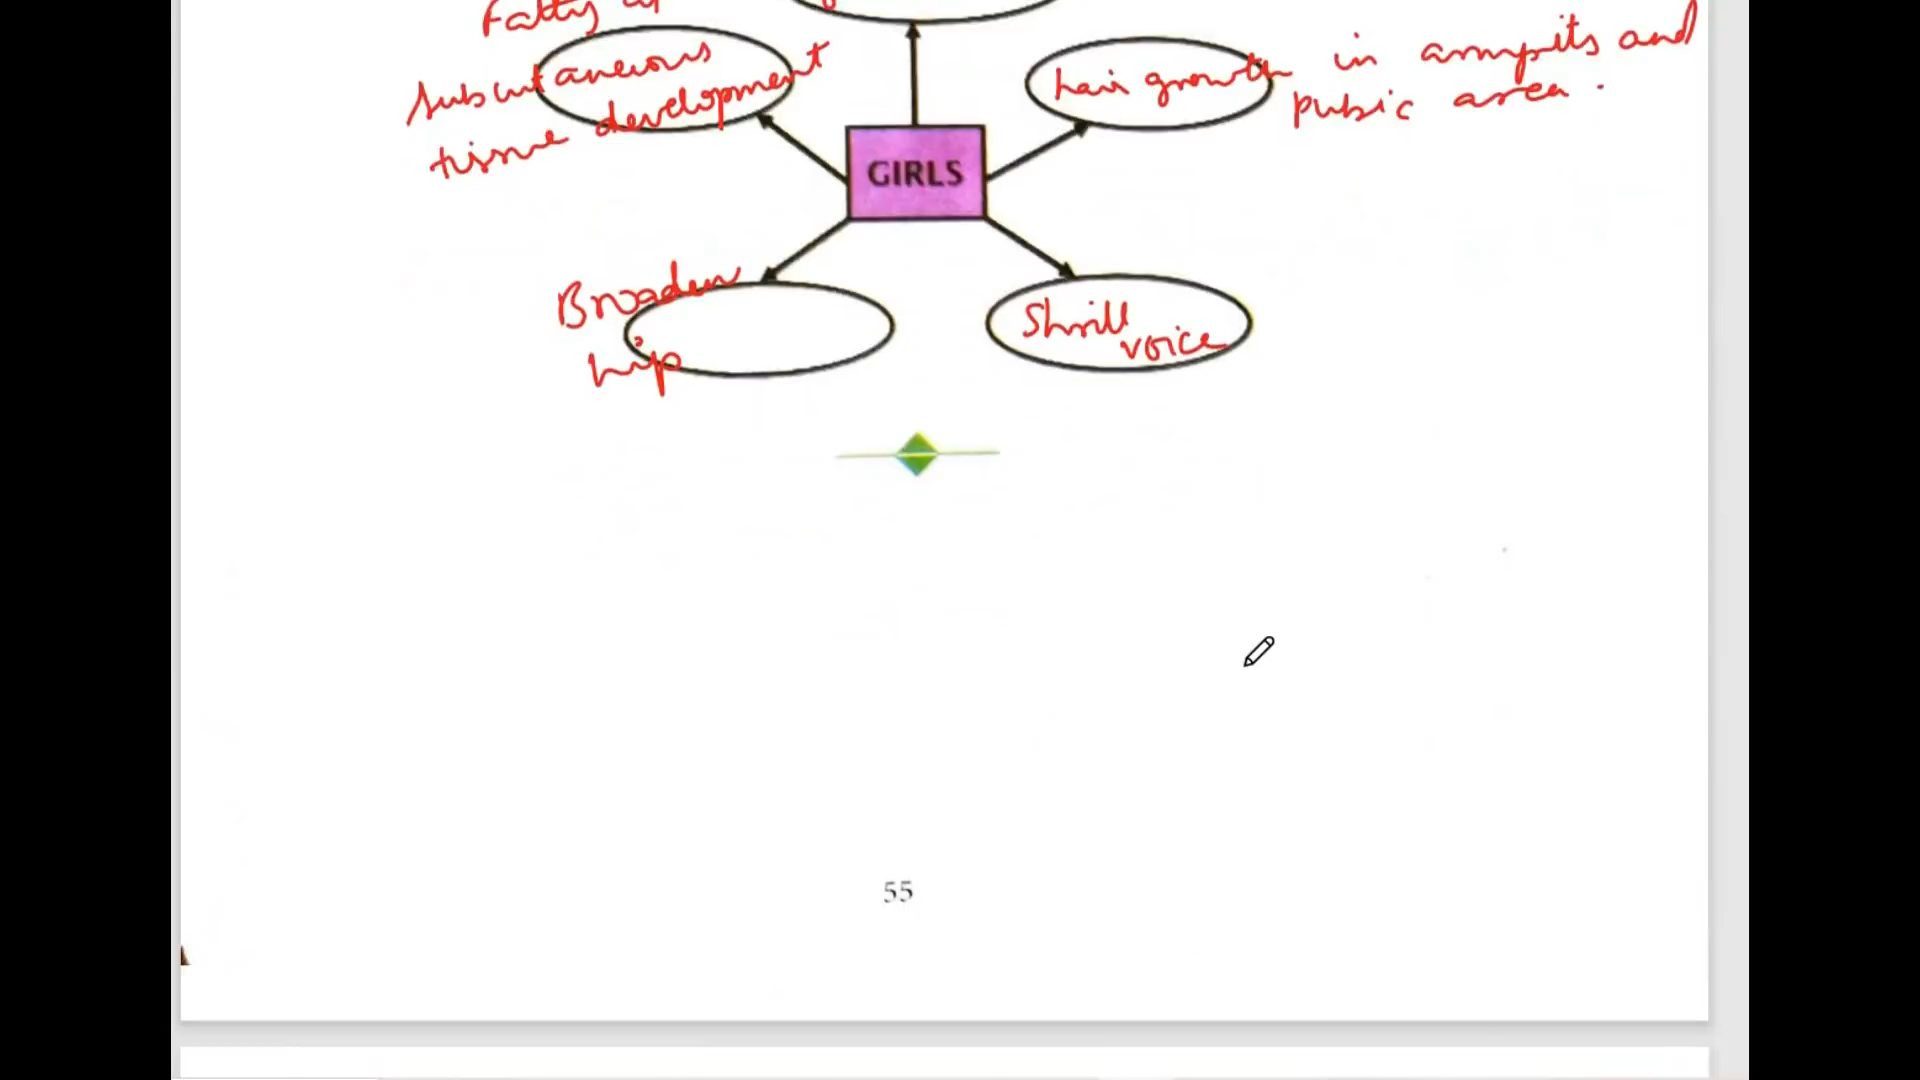 Fatty
Subcutaneous
tissue development
hair growth in armpits and
pubic area.
GIRLS
Broaden
hip
Shrill
voice
55